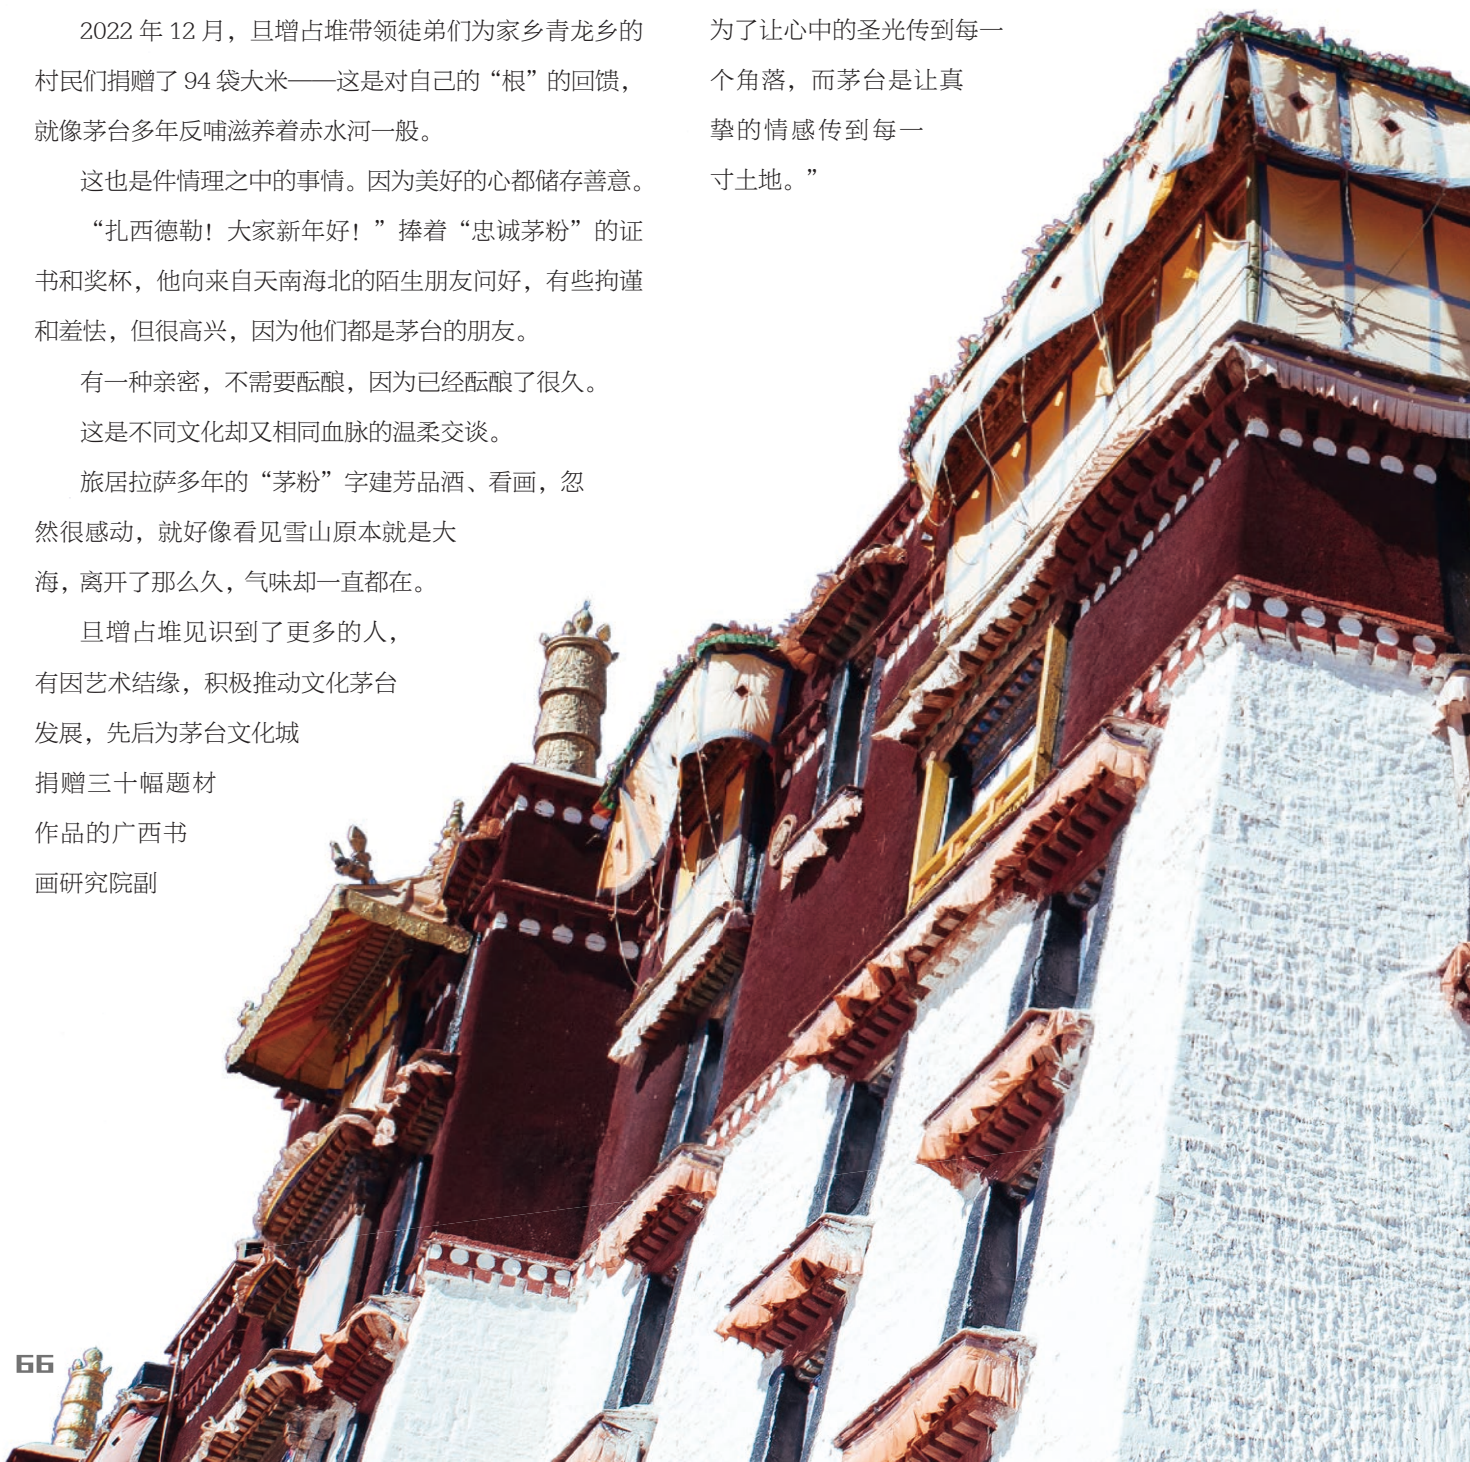 2022 年 12 月，旦增占堆带领徒弟们为家乡青龙乡的
村民们捐赠了 94 袋大米——这是对自己的“根”的回馈，
就像茅台多年反哺滋养着赤水河一般。
这也是件情理之中的事情。因为美好的心都储存善意。
“扎西德勒！大家新年好！”捧着“忠诚茅粉”的证
书和奖杯，他向来自天南海北的陌生朋友问好，有些拘谨
和羞怯，但很高兴，因为他们都是茅台的朋友。
有一种亲密，不需要酝酿，因为已经酝酿了很久。
这是不同文化却又相同血脉的温柔交谈。
旅居拉萨多年的“茅粉”字建芳品酒、看画，忽
然很感动，就好像看见雪山原本就是大
海，离开了那么久，气味却一直都在。
旦增占堆见识到了更多的人，
有因艺术结缘，积极推动文化茅台
发展，先后为茅台文化城
捐赠三十幅题材
作品的广西书
画研究院副
为了让心中的圣光传到每一
个角落，而茅台是让真
挚的情感传到每一
寸土地。”
66